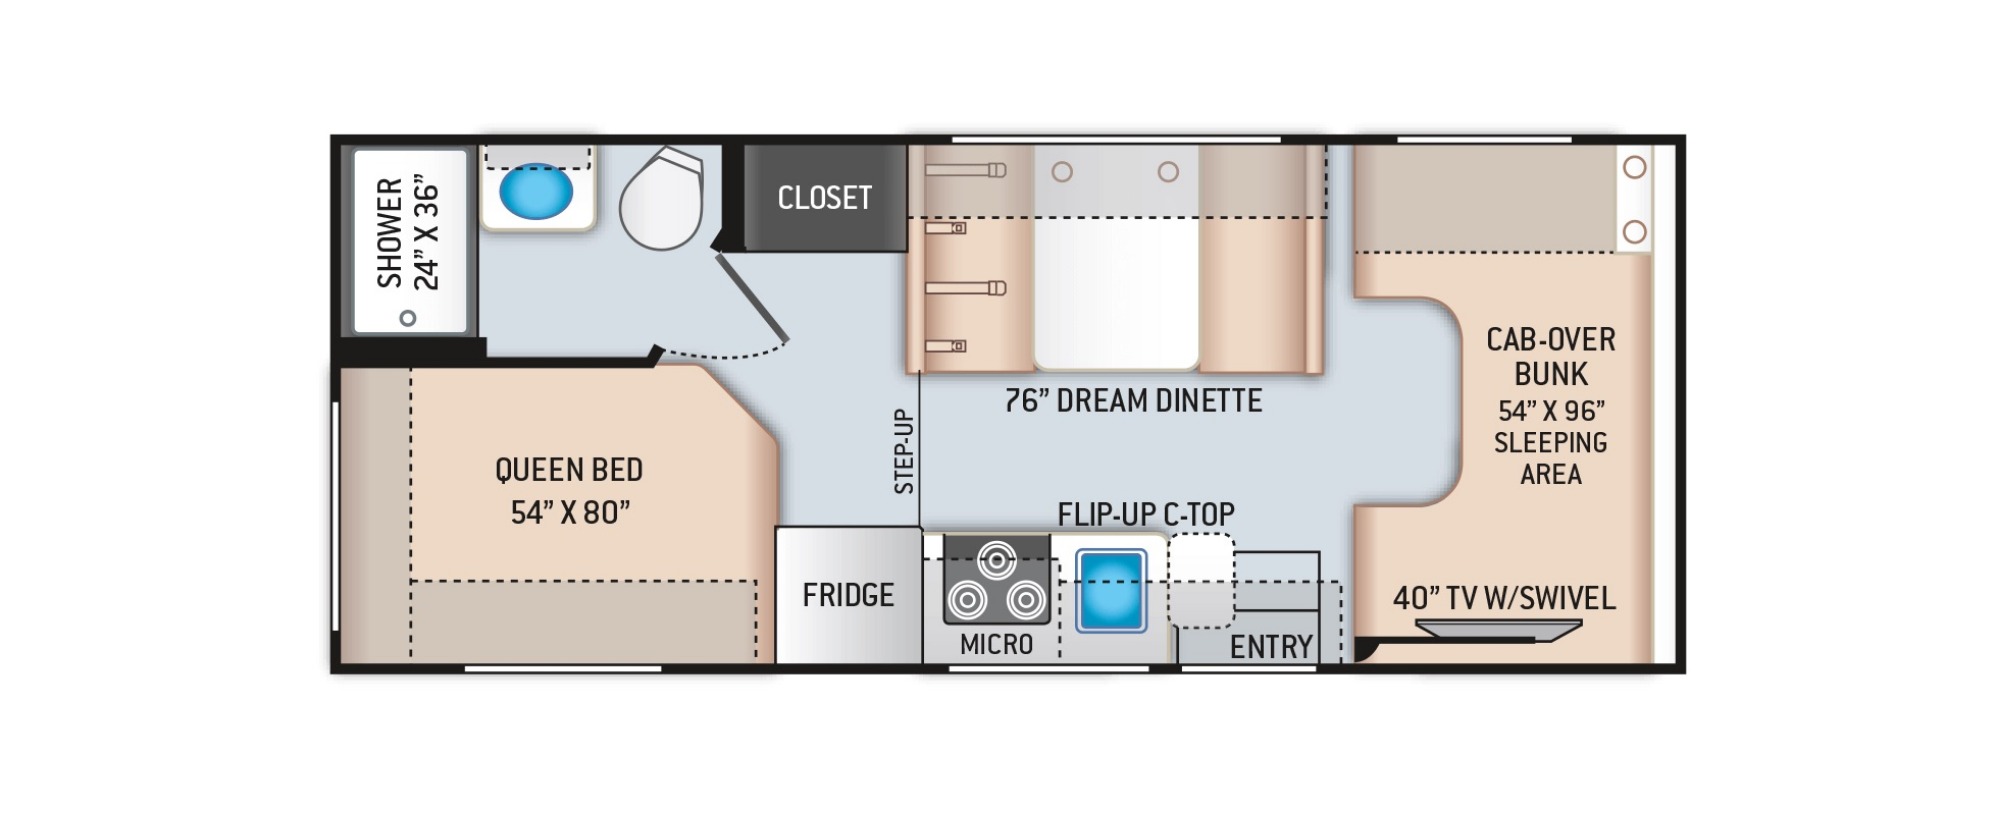 SHOWER
24” X 36”
CLOSET
76” DREAM DINETTE
STEP-UP
QUEEN BED
54” X 80”
FRIDGE
MICRO
FLIP-UP C-TOP
ENTRY
CAB-OVER
BUNK
54” X 96”
SLEEPING
AREA
40” TV W/SWIVEL